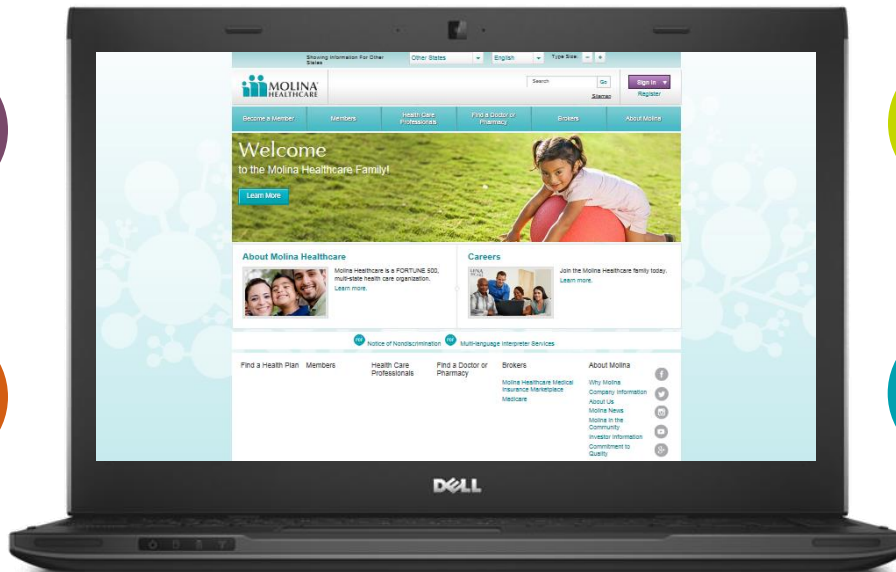 Showing Information For Other States
Other States
English
Type Size: - +
MOLINA
HEALTHCARE
Search
Go
Sitemap
Sign In
Register
Become a Member
Members
Health Care
Professionals
Find a Doctor or
Pharmacy
Brokers
About Molina
Welcome
to the Molina Healthcare Family!
Learn More
About Molina Healthcare
Molina Healthcare is a FORTUNE 500,
multi-state health care organization.
Learn more.
Careers
Join the Molina Healthcare family today.
Learn more.
Notice of Nondiscrimination
Multi-language Interpreter Services
Find a Health Plan
Members
Health Care
Professionals
Find a Doctor or
Pharmacy
Brokers
Molina Healthcare Medical
Insurance Marketplace
Medicare
About Molina
Why Molina
Company Information
About Us
Molina News
Molina in the
Community
Investor Information
Commitment to
Quality
DELL